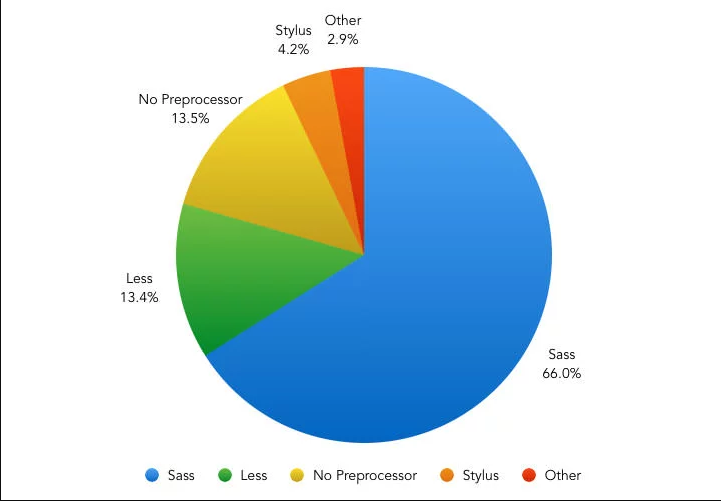 Other
2.9%
Stylus
4.2%
No Preprocessor
13.5%
Less
13.4%
Sass
66.0%
Sass
Less
No Preprocessor
Stylus
Other